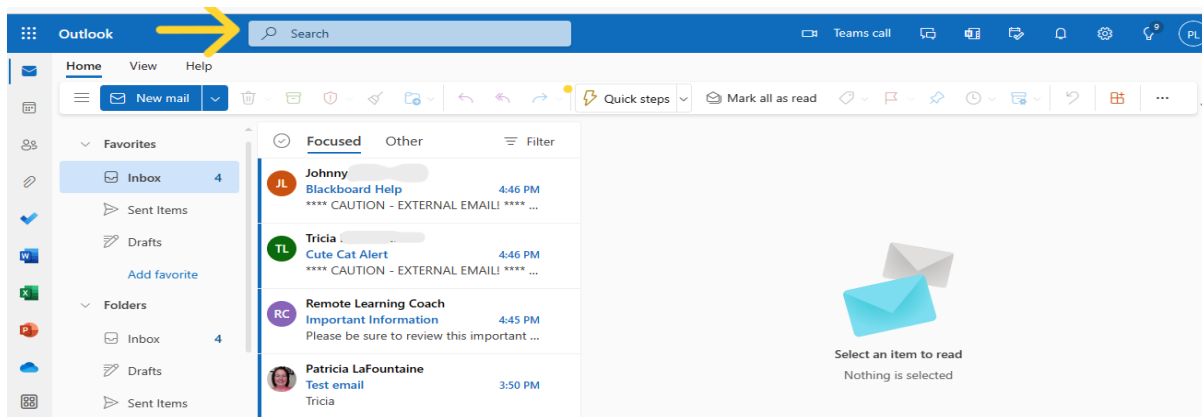 Outlook
Search
Teams call
9
PL
Home View Help
New mail
Quick steps
Mark all as read
Favorites
Inbox 4
Sent Items
Drafts
Add favorite
Folders
Inbox 4
Drafts
Sent Items
Focused Other Filter
JL
Johnny
Blackboard Help 4:46 PM
**** CAUTION - EXTERNAL EMAIL! **** ...
TL
Tricia
Cute Cat Alert 4:46 PM
**** CAUTION - EXTERNAL EMAIL! **** ...
RC
Remote Learning Coach
Important Information 4:45 PM
Please be sure to review this important ...
Patricia LaFountaine
Test email 3:50 PM
Tricia
Select an item to read
Nothing is selected